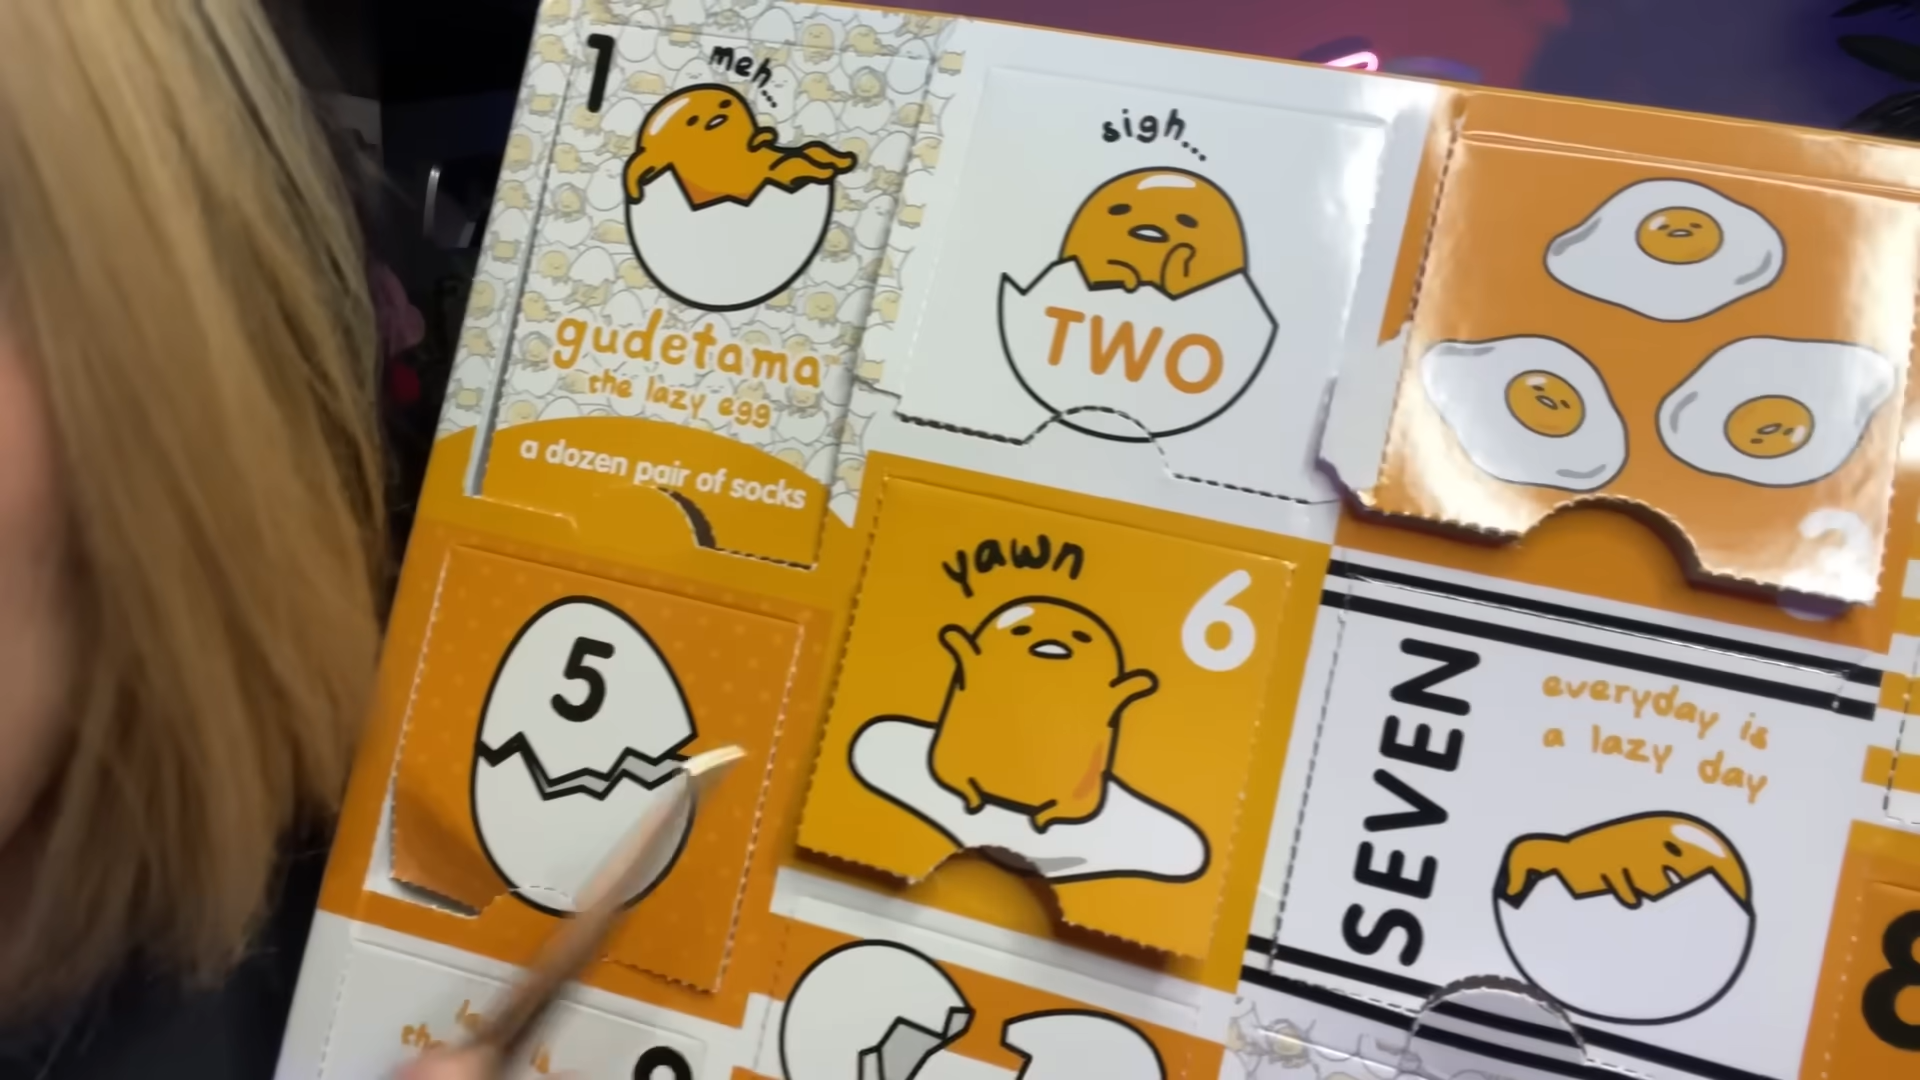 1
meh...
gudetama
the lazy egg
a dozen pair of socks
sigh...
TWO
3
5
yawn
6
SEVEN
everyday is
a lazy day
8